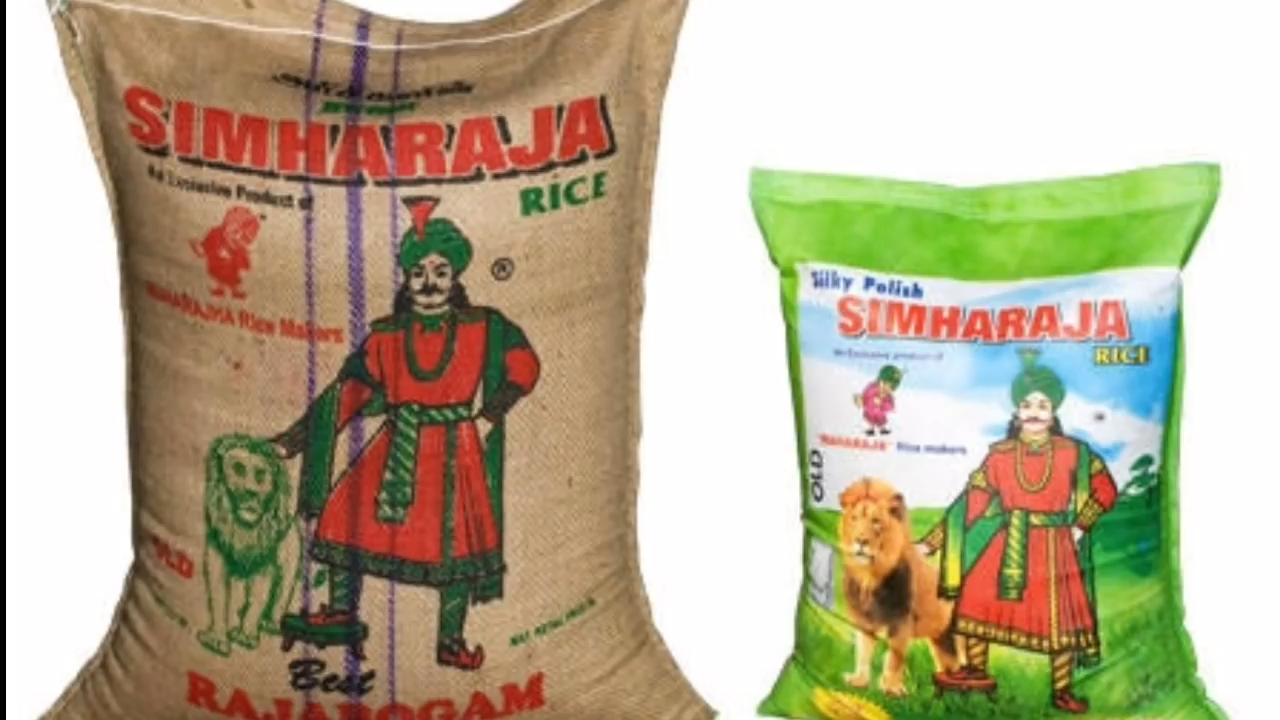 SIMHARAJA
RICE
An Exclusive Product of
MAHARAJA Rice Makers
®
OLD
Best
RAJABOGAM
Silky Polish
SIMHARAJA
RICE
An Exclusive product of
"MAHARAJA" Rice makers
OLD